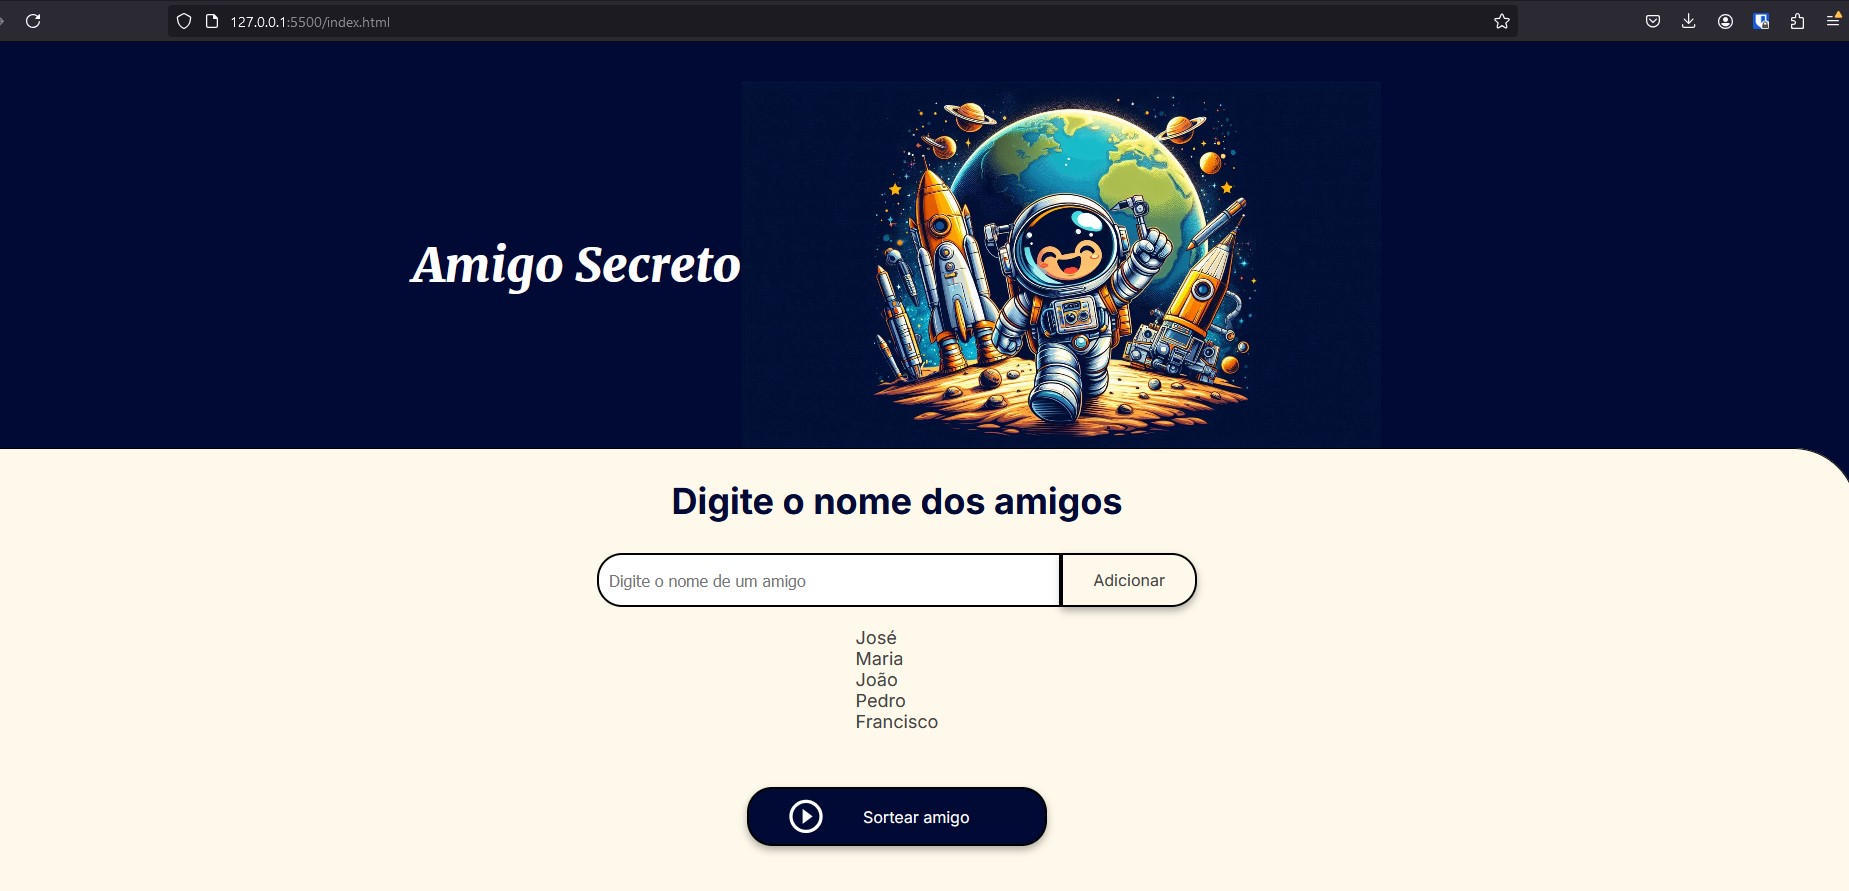 127.0.0.1:5500/index.html
Amigo Secreto
Digite o nome dos amigos
Digite o nome de um amigo
Adicionar
José
Maria
João
Pedro
Francisco
Sortear amigo